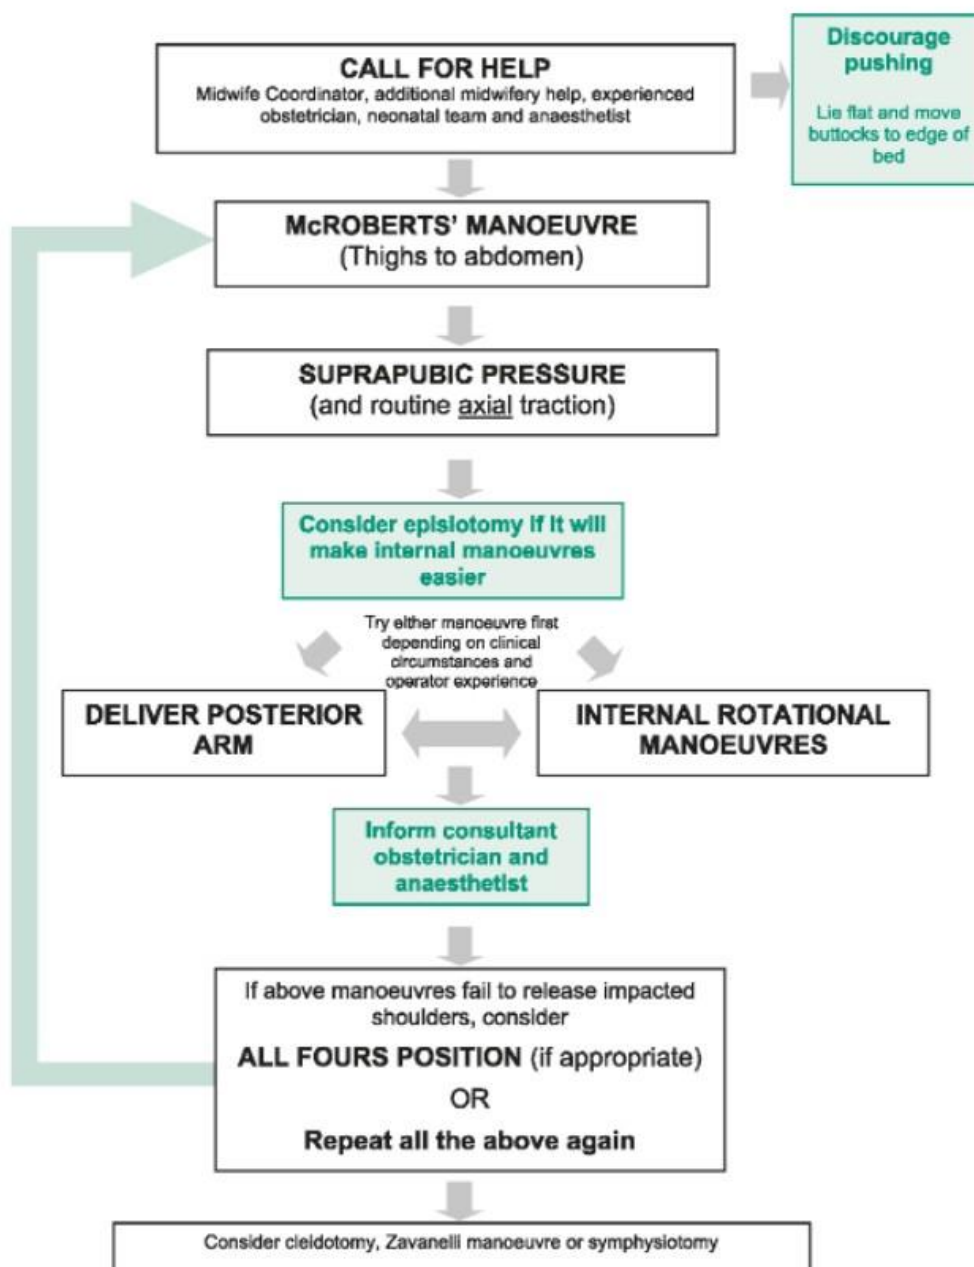 CALL FOR HELP
Midwife Coordinator, additional midwifery help, experienced
obstetrician, neonatal team and anaesthetist
Discourage
pushing
Lie flat and move
buttocks to edge of
bed
McROBERTS' MANOEUVRE
(Thighs to abdomen)
SUPRAPUBIC PRESSURE
(and routine axial traction)
Consider episiotomy if it will
make internal manoeuvres
easier
Try either manoeuvre first
depending on clinical
circumstances and
operator experience
DELIVER POSTERIOR
ARM
INTERNAL ROTATIONAL
MANOEUVRES
Inform consultant
obstetrician and
anaesthetist
If above manoeuvres fail to release impacted
shoulders, consider
ALL FOURS POSITION (if appropriate)
OR
Repeat all the above again
Consider cleidotomy, Zavanelli manoeuvre or symphysiotomy